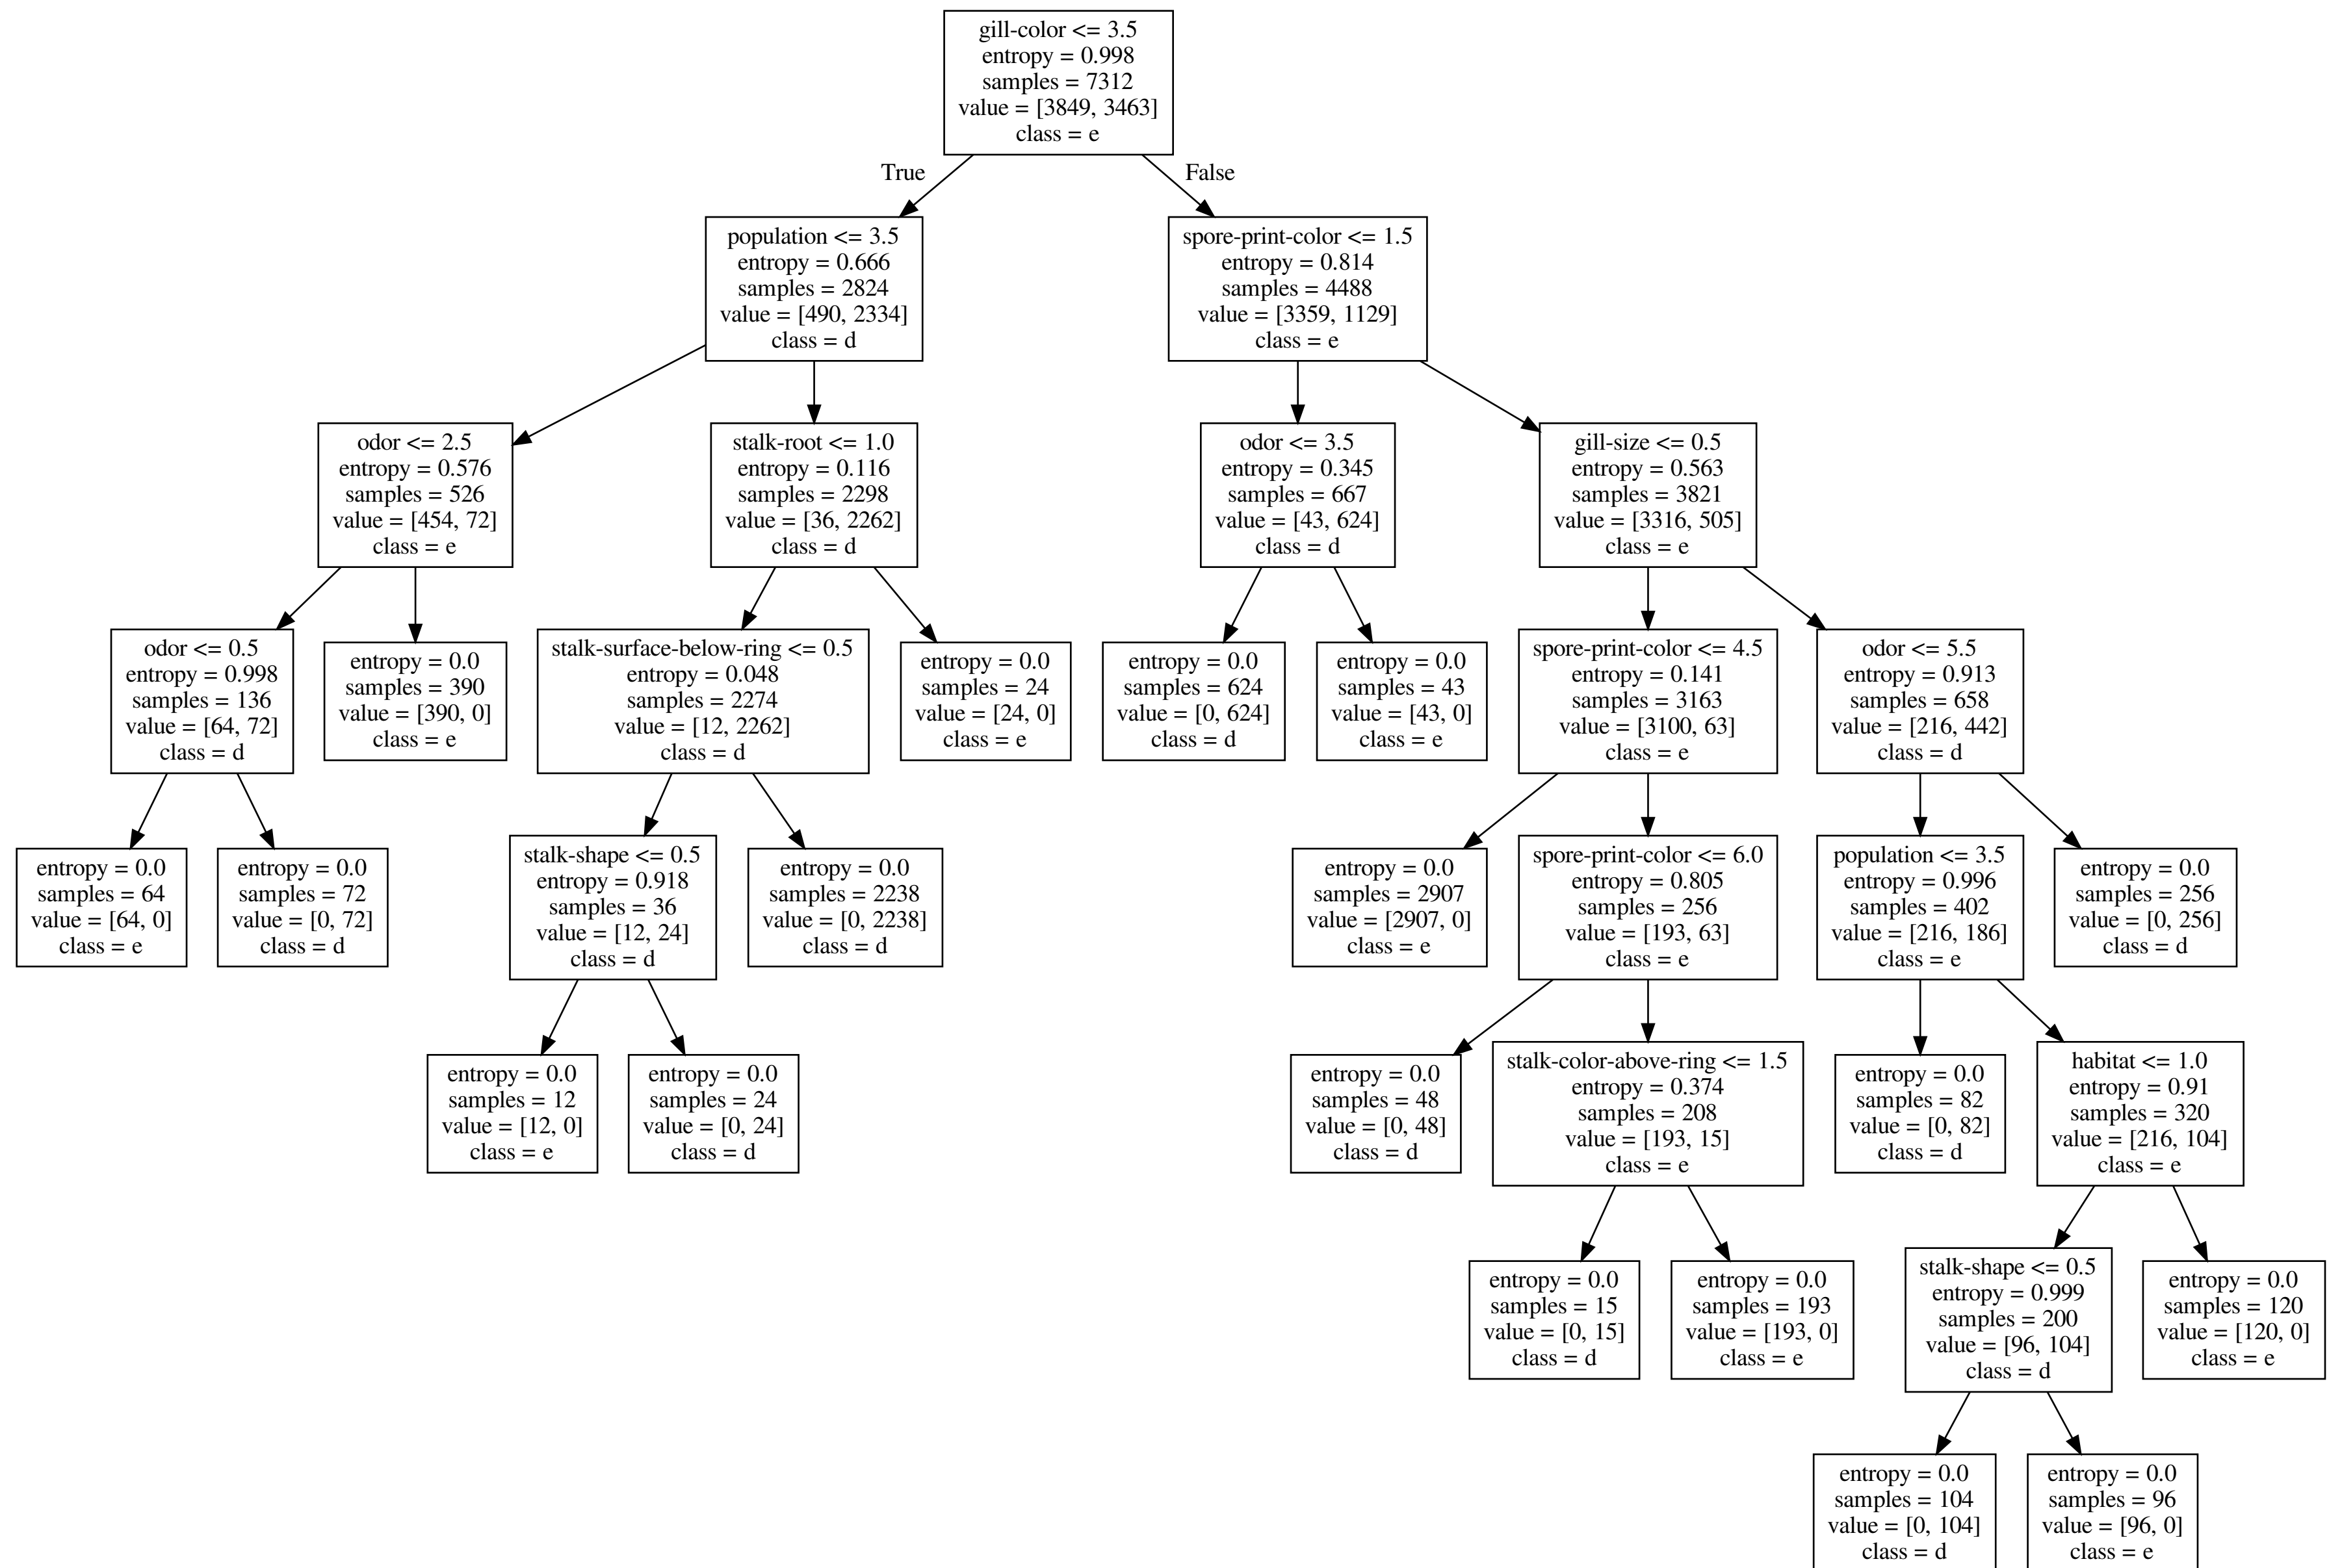 gill-color <= 3.5
entropy = 0.998
samples = 7312
value = [3849, 3463]
class = e
True
False
population <= 3.5
entropy = 0.666
samples = 2824
value = [490, 2334]
class = d
spore-print-color <= 1.5
entropy = 0.814
samples = 4488
value = [3359, 1129]
class = e
odor <= 2.5
entropy = 0.576
samples = 526
value = [454, 72]
class = e
stalk-root <= 1.0
entropy = 0.116
samples = 2298
value = [36, 2262]
class = d
odor <= 3.5
entropy = 0.345
samples = 667
value = [43, 624]
class = d
gill-size <= 0.5
entropy = 0.563
samples = 3821
value = [3316, 505]
class = e
odor <= 0.5
entropy = 0.998
samples = 136
value = [64, 72]
class = d
entropy = 0.0
samples = 390
value = [390, 0]
class = e
stalk-surface-below-ring <= 0.5
entropy = 0.048
samples = 2274
value = [12, 2262]
class = d
entropy = 0.0
samples = 24
value = [24, 0]
class = e
entropy = 0.0
samples = 624
value = [0, 624]
class = d
entropy = 0.0
samples = 43
value = [43, 0]
class = e
spore-print-color <= 4.5
entropy = 0.141
samples = 3163
value = [3100, 63]
class = e
odor <= 5.5
entropy = 0.913
samples = 658
value = [216, 442]
class = d
entropy = 0.0
samples = 64
value = [64, 0]
class = e
entropy = 0.0
samples = 72
value = [0, 72]
class = d
stalk-shape <= 0.5
entropy = 0.918
samples = 36
value = [12, 24]
class = d
entropy = 0.0
samples = 2238
value = [0, 2238]
class = d
entropy = 0.0
samples = 2907
value = [2907, 0]
class = e
spore-print-color <= 6.0
entropy = 0.805
samples = 256
value = [193, 63]
class = e
population <= 3.5
entropy = 0.996
samples = 402
value = [216, 186]
class = e
entropy = 0.0
samples = 256
value = [0, 256]
class = d
entropy = 0.0
samples = 12
value = [12, 0]
class = e
entropy = 0.0
samples = 24
value = [0, 24]
class = d
entropy = 0.0
samples = 48
value = [0, 48]
class = d
stalk-color-above-ring <= 1.5
entropy = 0.374
samples = 208
value = [193, 15]
class = e
entropy = 0.0
samples = 82
value = [0, 82]
class = d
habitat <= 1.0
entropy = 0.91
samples = 320
value = [216, 104]
class = e
entropy = 0.0
samples = 15
value = [0, 15]
class = d
entropy = 0.0
samples = 193
value = [193, 0]
class = e
stalk-shape <= 0.5
entropy = 0.999
samples = 200
value = [96, 104]
class = d
entropy = 0.0
samples = 120
value = [120, 0]
class = e
entropy = 0.0
samples = 104
value = [0, 104]
class = d
entropy = 0.0
samples = 96
value = [96, 0]
class = e